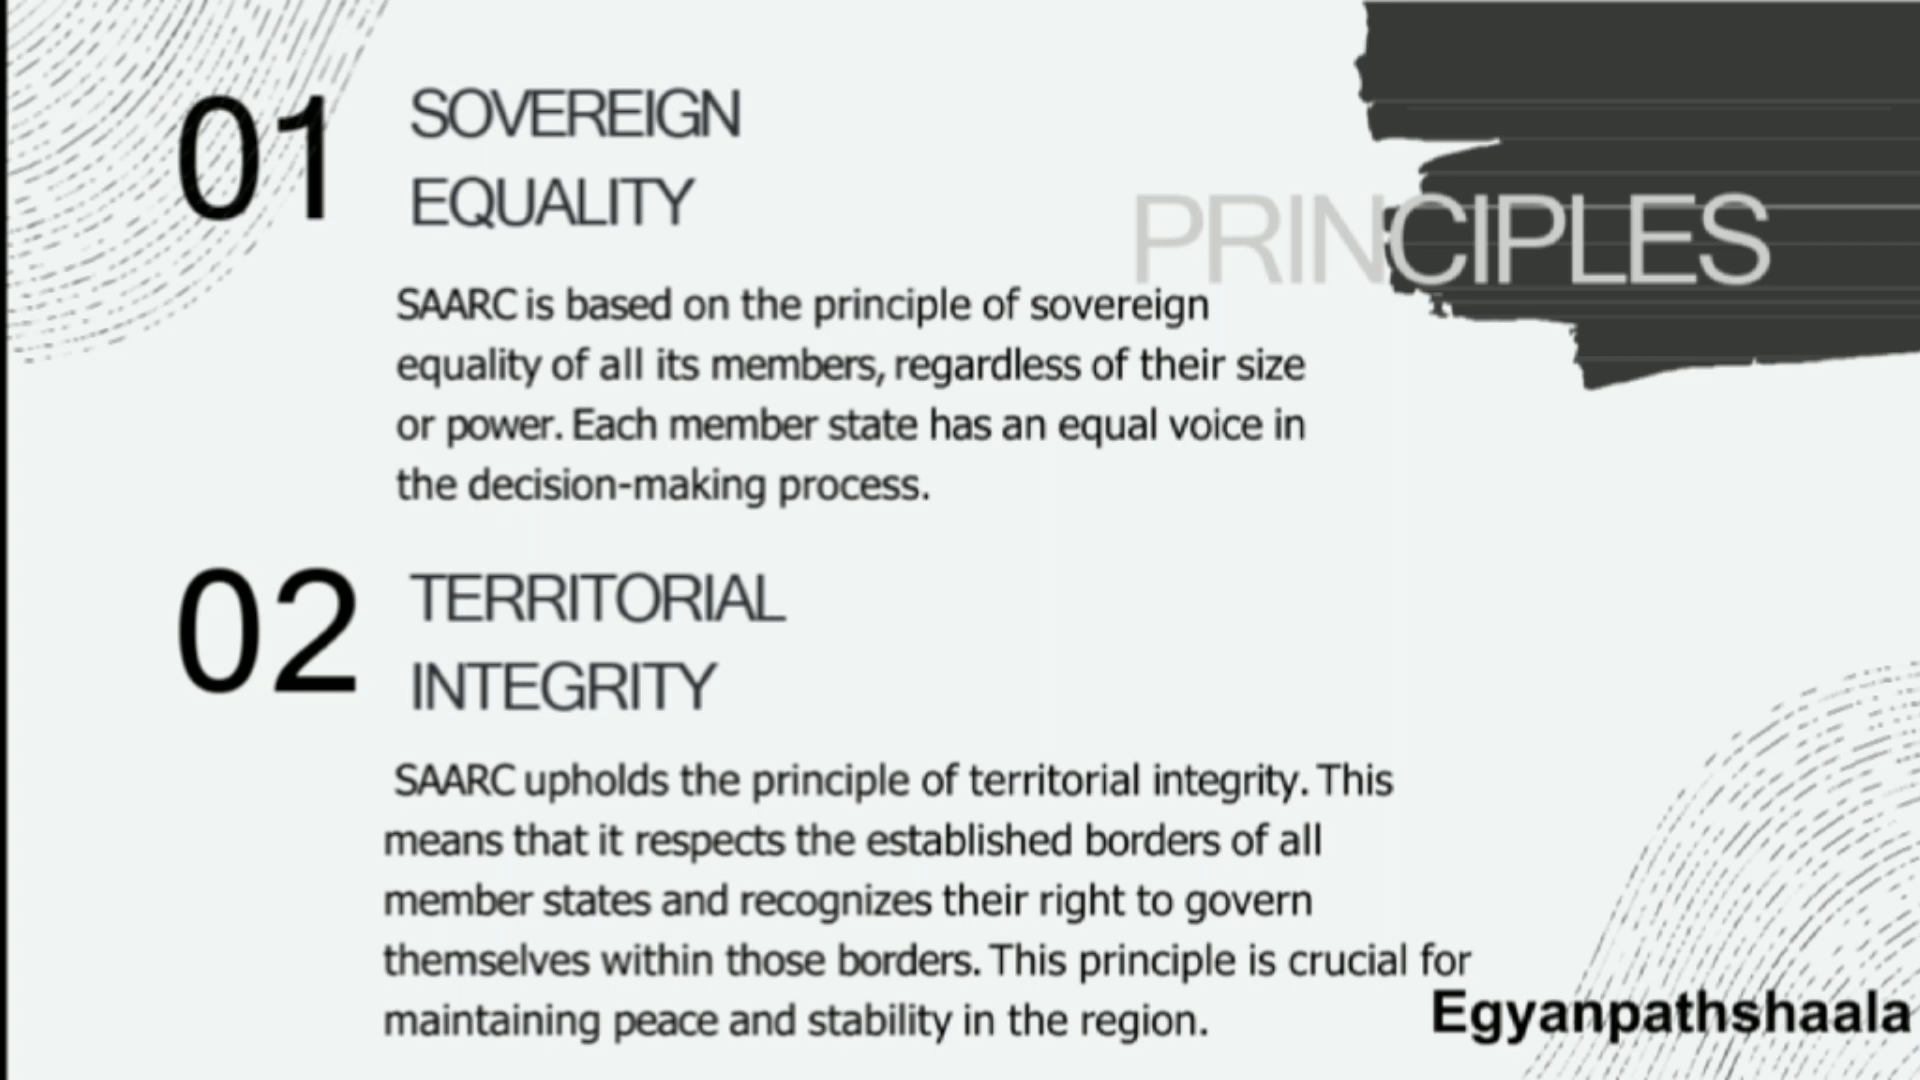 PRINCIPLES
01
SOVEREIGN
EQUALITY
SAARC is based on the principle of sovereign
equality of all its members, regardless of their size
or power. Each member state has an equal voice in
the decision-making process.
02
TERRITORIAL
INTEGRITY
SAARC upholds the principle of territorial integrity. This
means that it respects the established borders of all
member states and recognizes their right to govern
themselves within those borders. This principle is crucial for
maintaining peace and stability in the region.
Egyanpathshaala